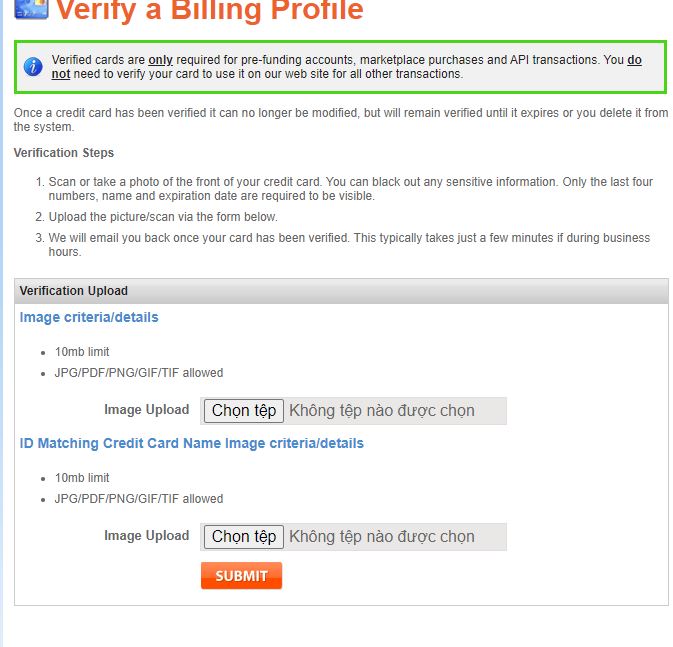 Verify a Billing Profile
Verified cards are only required for pre-funding accounts, marketplace purchases and API transactions. You do
not need to verify your card to use it on our web site for all other transactions.
Once a credit card has been verified it can no longer be modified, but will remain verified until it expires or you delete it from
the system.
Verification Steps
1. Scan or take a photo of the front of your credit card. You can black out any sensitive information. Only the last four
numbers, name and expiration date are required to be visible.
2. Upload the picture/scan via the form below.
3. We will email you back once your card has been verified. This typically takes just a few minutes if during business
hours.
Verification Upload
Image criteria/details
• 10mb limit
• JPG/PDF/PNG/GIF/TIF allowed
Image Upload Chọn tệp Không tệp nào được chọn
ID Matching Credit Card Name Image criteria/details
• 10mb limit
• JPG/PDF/PNG/GIF/TIF allowed
Image Upload Chọn tệp Không tệp nào được chọn
SUBMIT